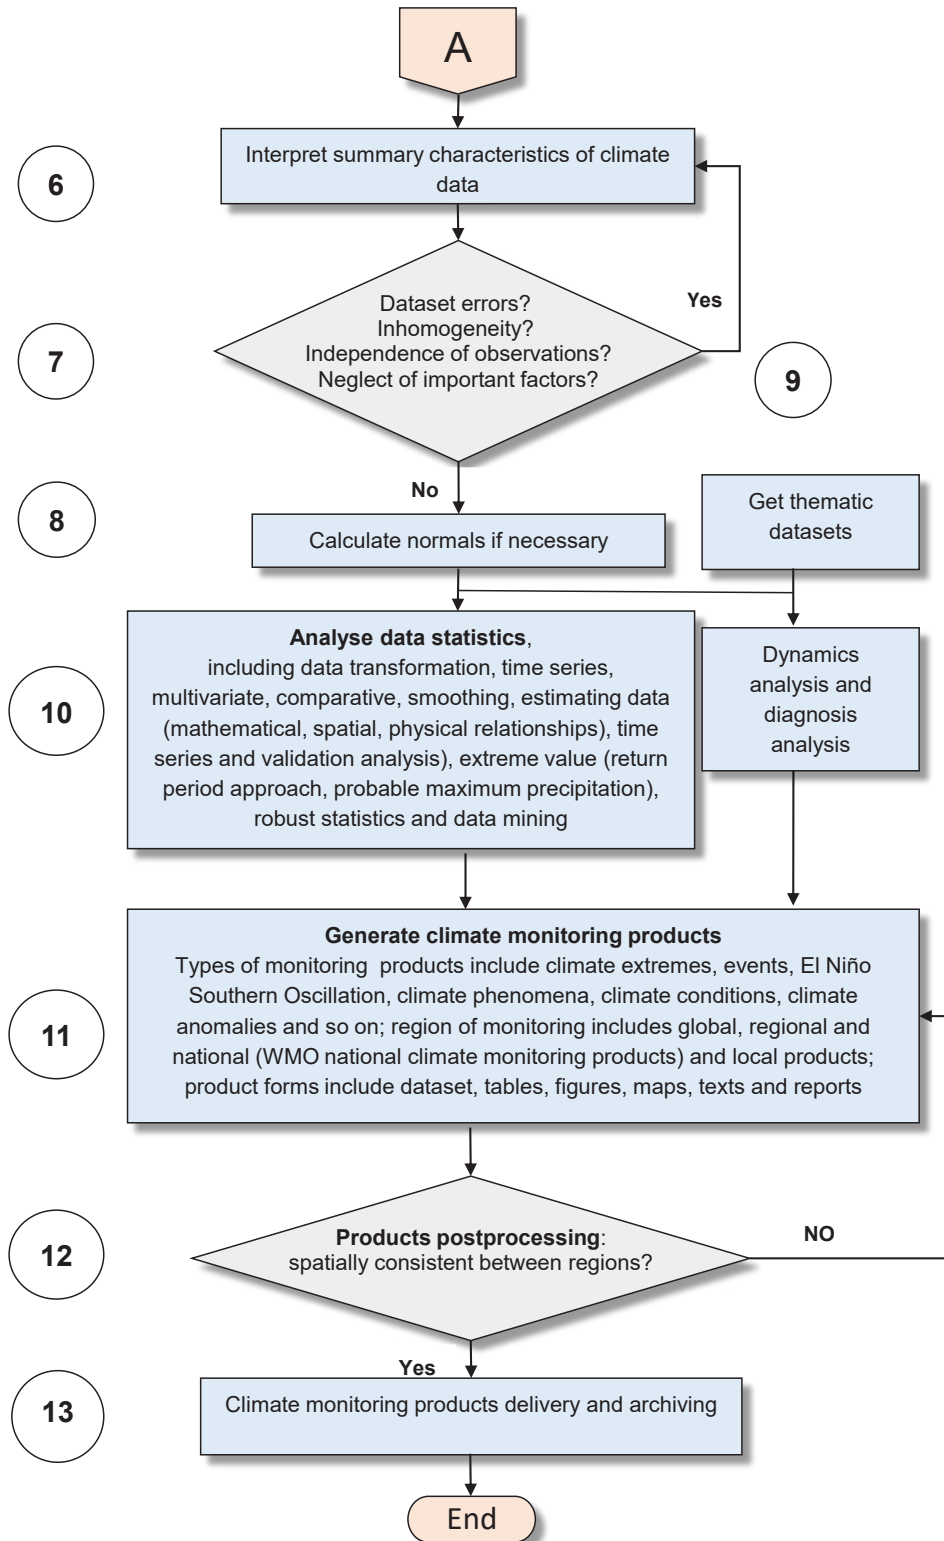 A
6
Interpret summary characteristics of climate
data
7
Dataset errors?
Inhomogeneity?
Independence of observations?
Neglect of important factors?
Yes
9
No
8
Calculate normals if necessary
Get thematic
datasets
10
Analyse data statistics,
including data transformation, time series,
multivariate, comparative, smoothing, estimating data
(mathematical, spatial, physical relationships), time
series and validation analysis), extreme value (return
period approach, probable maximum precipitation),
robust statistics and data mining
Dynamics
analysis and
diagnosis
analysis
11
Generate climate monitoring products
Types of monitoring products include climate extremes, events, El Niño
Southern Oscillation, climate phenomena, climate conditions, climate
anomalies and so on; region of monitoring includes global, regional and
national (WMO national climate monitoring products) and local products;
product forms include dataset, tables, figures, maps, texts and reports
12
Products postprocessing:
spatially consistent between regions?
NO
Yes
13
Climate monitoring products delivery and archiving
End